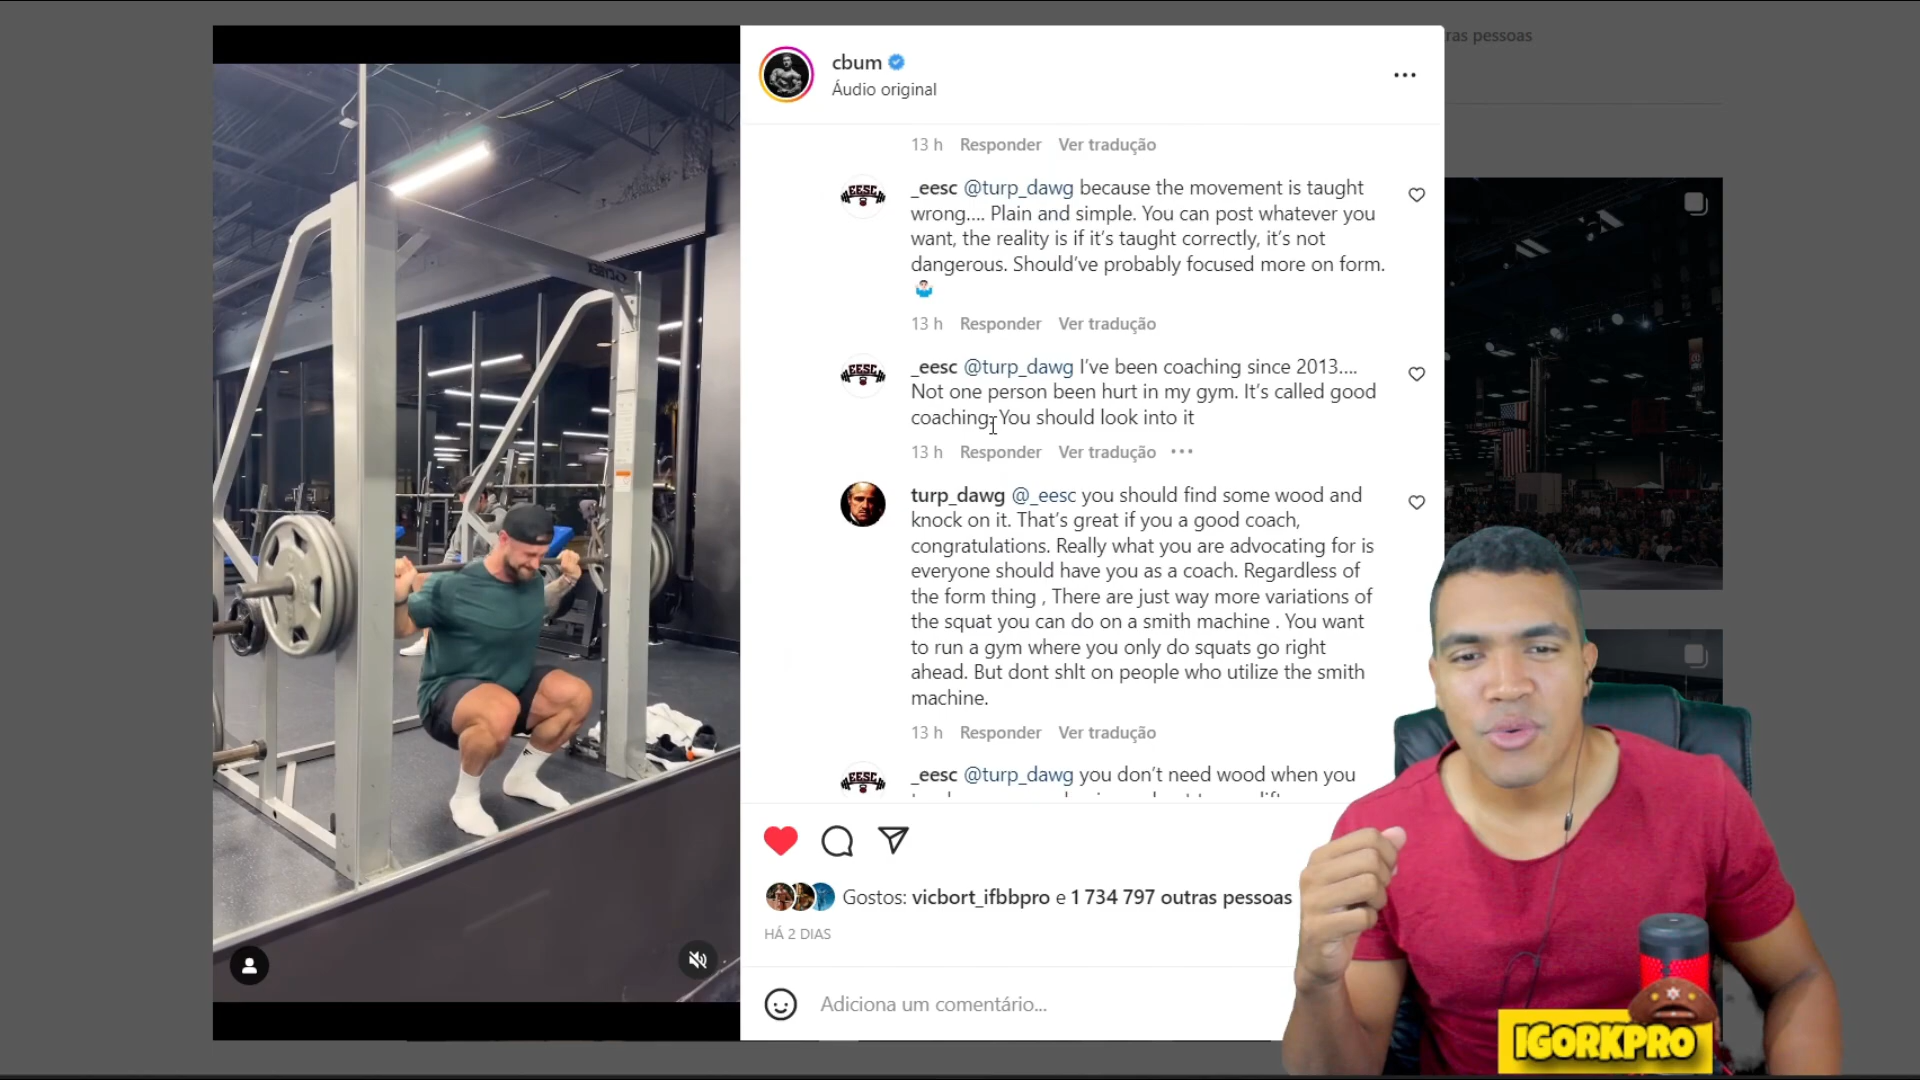 ras pessoas
cbum
Áudio original
13 h Responder Ver tradução
_eesc @turp_dawg because the movement is taught
wrong.... Plain and simple. You can post whatever you
want, the reality is if it's taught correctly, it's not
dangerous. Should've probably focused more on form.
🤷🏻‍♂️
13 h Responder Ver tradução
_eesc @turp_dawg I've been coaching since 2013....
Not one person been hurt in my gym. It's called good
coaching. You should look into it
13 h Responder Ver tradução •••
turp_dawg @_eesc you should find some wood and
knock on it. That's great if you a good coach,
congratulations. Really what you are advocating for is
everyone should have you as a coach. Regardless of
the form thing , There are just way more variations of
the squat you can do on a smith machine . You want
to run a gym where you only do squats go right
ahead. But dont shlt on people who utilize the smith
machine.
13 h Responder Ver tradução
_eesc @turp_dawg you don't need wood when you
Gostos: vicbort_ifbbpro e 1 734 797 outras pessoas
HÁ 2 DIAS
Adiciona um comentário...
EESC
EESC
EESC
CYBEX
IGORKPRO